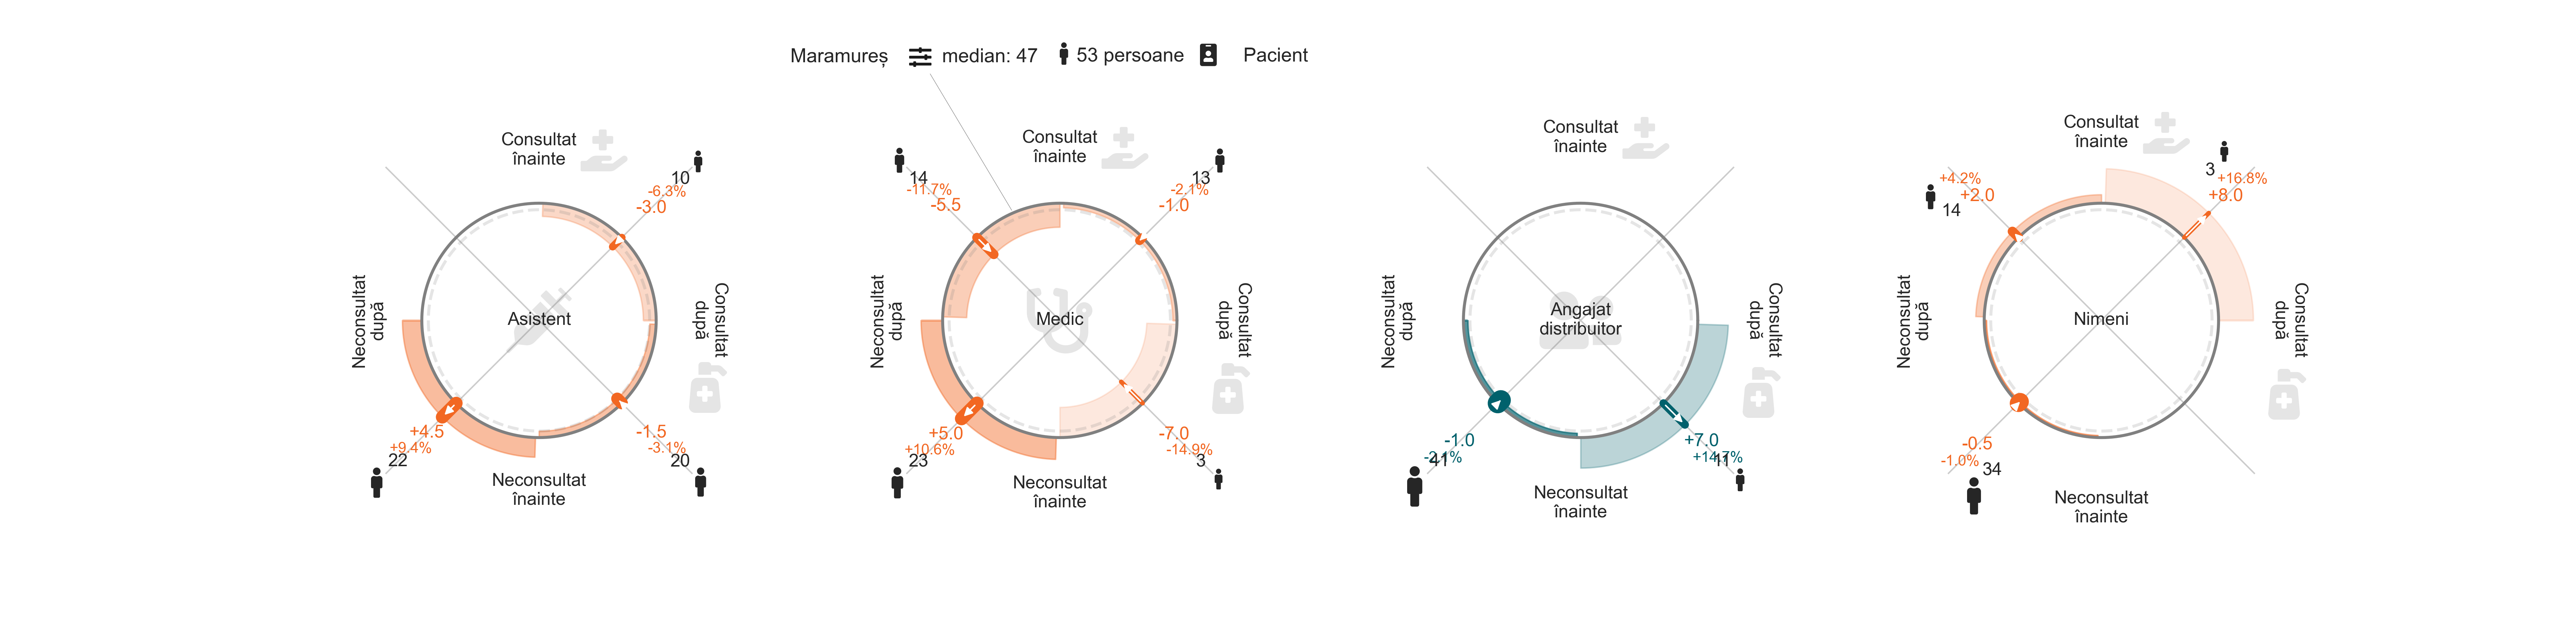 Maramureș median: 47 53 persoane Pacient
Consultat
înainte
10
-6.3%
-3.0
Neconsultat
după
Asistent
Consultat
după
+4.5
+9.4%
22
-1.5
-3.1%
20
Neconsultat
înainte
Consultat
înainte
14
-11.7%
-5.5
13
-2.1%
-1.0
Neconsultat
după
Medic
Consultat
după
+5.0
+10.6%
23
-7.0
-14.9%
3
Neconsultat
înainte
Consultat
înainte
Neconsultat
după
Angajat
distribuitor
Consultat
după
-1.0
-2.1%
41
+7.0
+14.7%
11
Neconsultat
înainte
Consultat
înainte
+4.2%
+2.0
14
3
+16.8%
+8.0
Neconsultat
după
Nimeni
Consultat
după
-0.5
-1.0%
34
Neconsultat
înainte